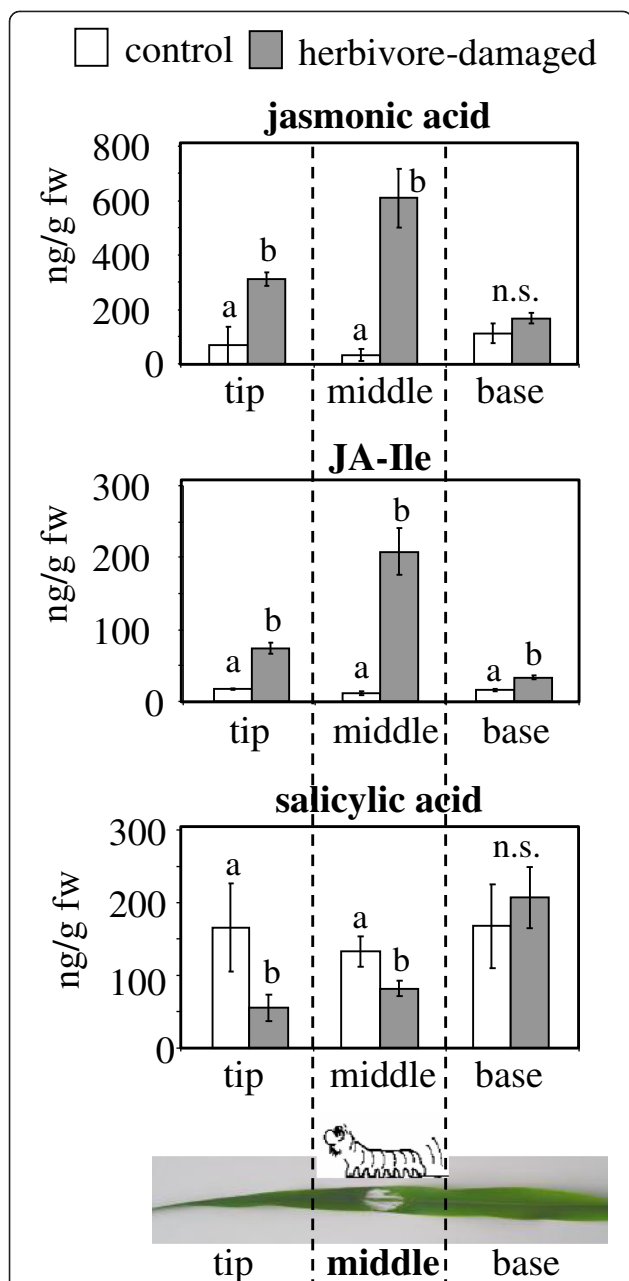 control herbivore-damaged
jasmonic acid
ng/g fw
800
600
400
200
0
a b a b n.s.
tip middle base
JA-Ile
ng/g fw
300
200
100
0
a b a b a b
tip middle base
salicylic acid
ng/g fw
300
200
100
0
a b a b n.s.
tip middle base
tip middle base